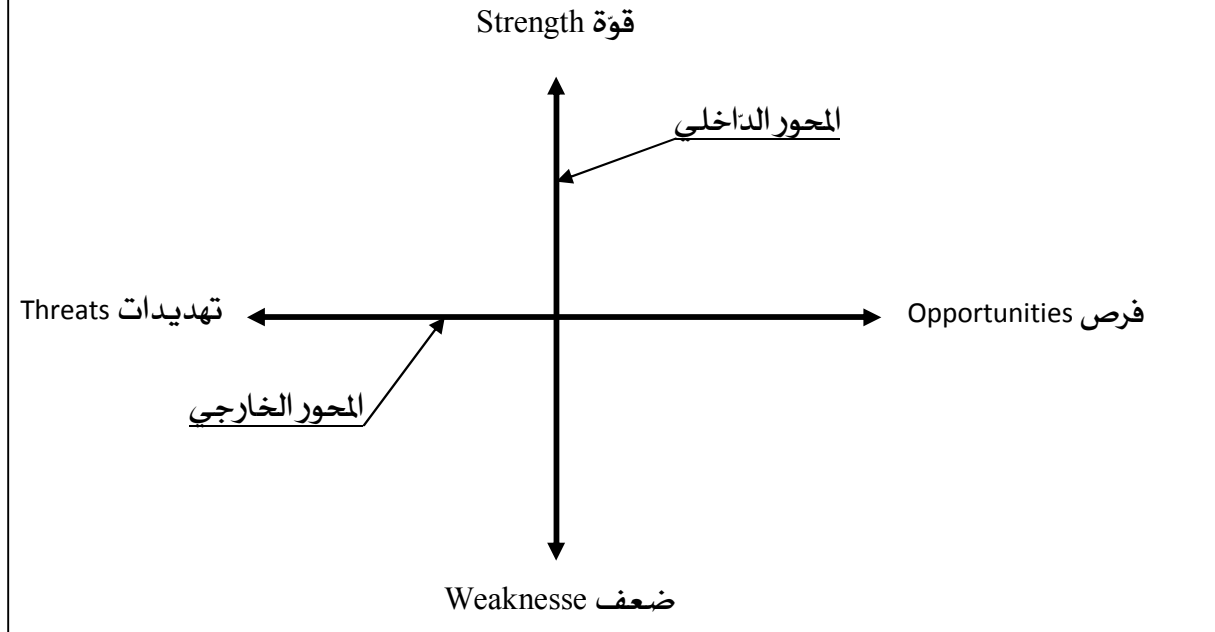 قوّة Strength
المحور الدّاخلي
فرص Opportunities
تهديدات Threats
المحور الخارجي
ضعف Weaknesse